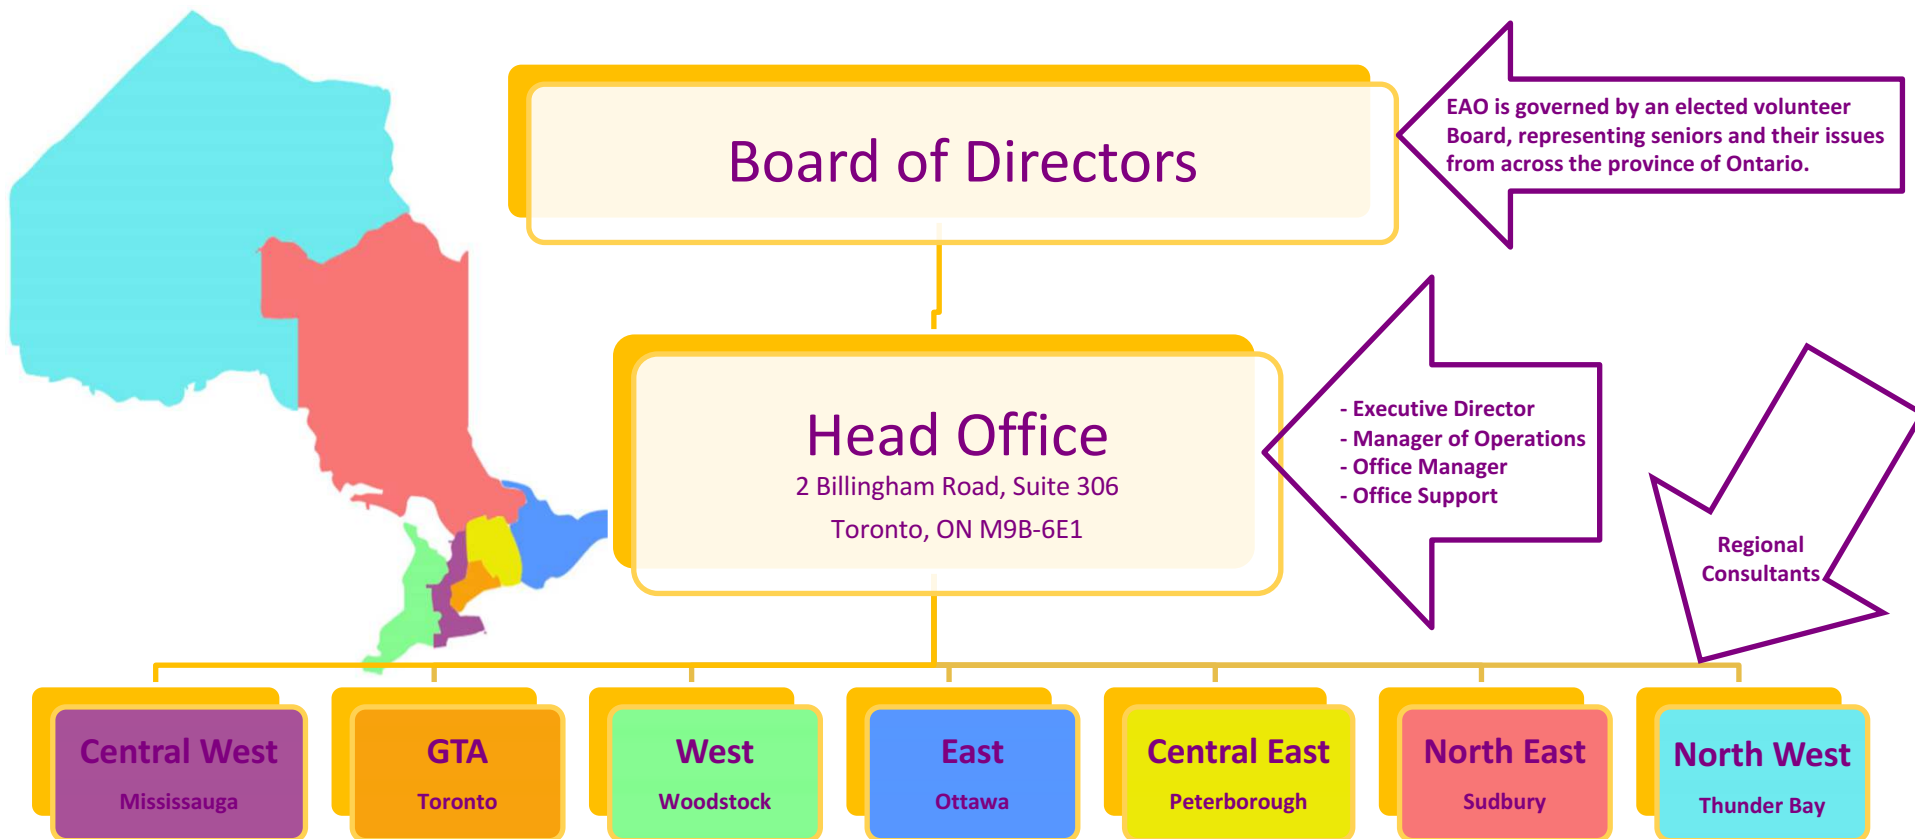 Board of Directors
EAO is governed by an elected volunteer
Board, representing seniors and their issues
from across the province of Ontario.
Head Office
2 Billingham Road, Suite 306
Toronto, ON M9B-6E1
- Executive Director
- Manager of Operations
- Office Manager
- Office Support
Regional
Consultants
Central West
Mississauga
GTA
Toronto
West
Woodstock
East
Ottawa
Central East
Peterborough
North East
Sudbury
North West
Thunder Bay